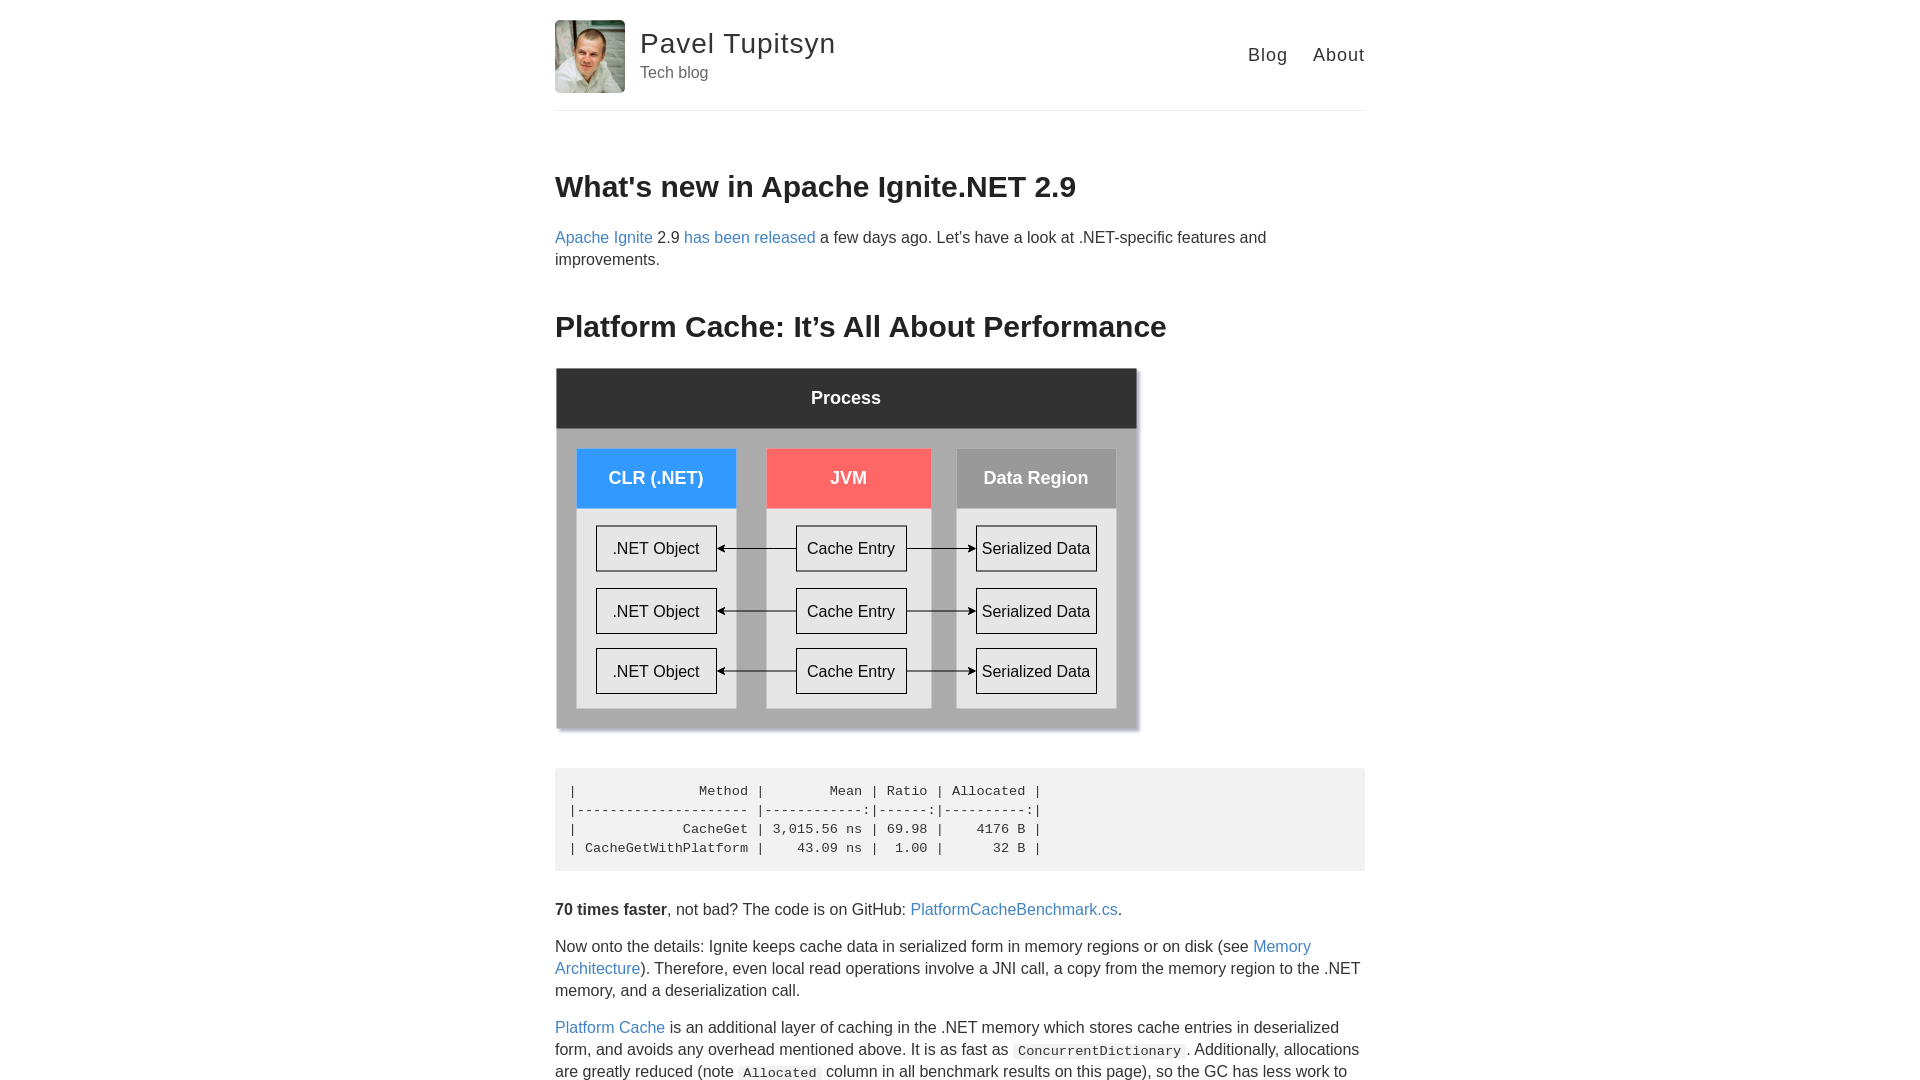 Pavel Tupitsyn
Tech blog
Blog About
What's new in Apache Ignite.NET 2.9
Apache Ignite 2.9 has been released a few days ago. Let’s have a look at .NET-specific features and
improvements.
Platform Cache: It’s All About Performance
Process
CLR (.NET) JVM Data Region
.NET Object Cache Entry Serialized Data
.NET Object Cache Entry Serialized Data
.NET Object Cache Entry Serialized Data
|               Method |        Mean | Ratio | Allocated |
|--------------------- |------------:|------:|----------:|
|             CacheGet | 3,015.56 ns | 69.98 |    4176 B |
| CacheGetWithPlatform |    43.09 ns |  1.00 |      32 B |
70 times faster, not bad? The code is on GitHub: PlatformCacheBenchmark.cs.
Now onto the details: Ignite keeps cache data in serialized form in memory regions or on disk (see Memory
Architecture). Therefore, even local read operations involve a JNI call, a copy from the memory region to the .NET
memory, and a deserialization call.
Platform Cache is an additional layer of caching in the .NET memory which stores cache entries in deserialized
form, and avoids any overhead mentioned above. It is as fast as ConcurrentDictionary. Additionally, allocations
are greatly reduced (note Allocated column in all benchmark results on this page), so the GC has less work to